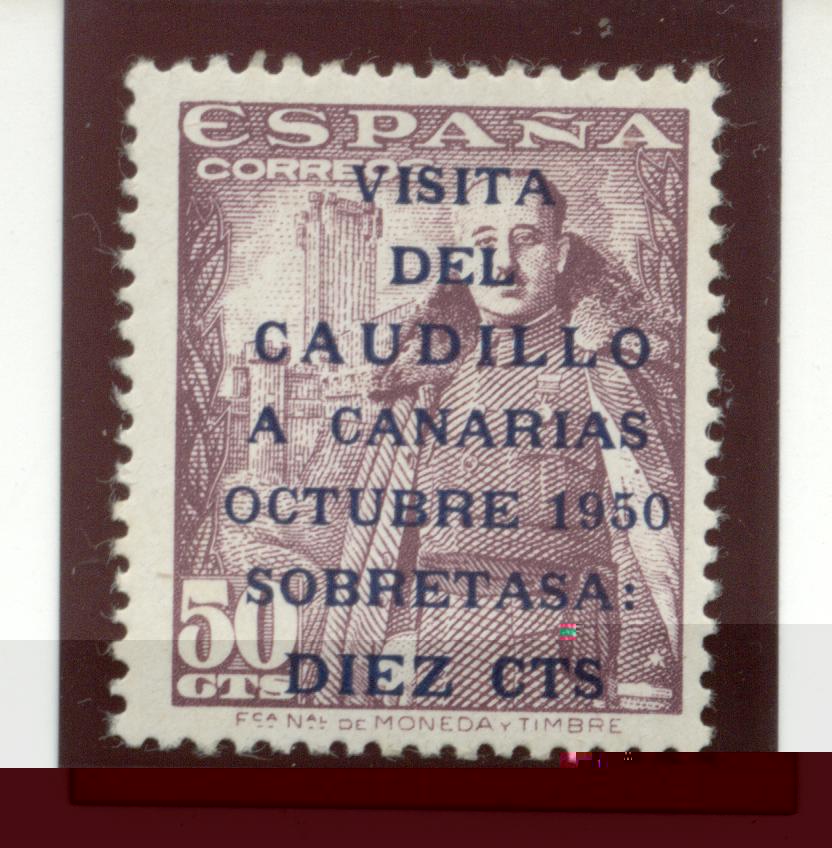 ESPAÑA
CORREOS
VISITA
DEL
CAUDILLO
A CANARIAS
OCTUBRE 1950
SOBRETASA:
50
CTS
DIEZ CTS
FCA NAL DE MONEDA Y TIMBRE